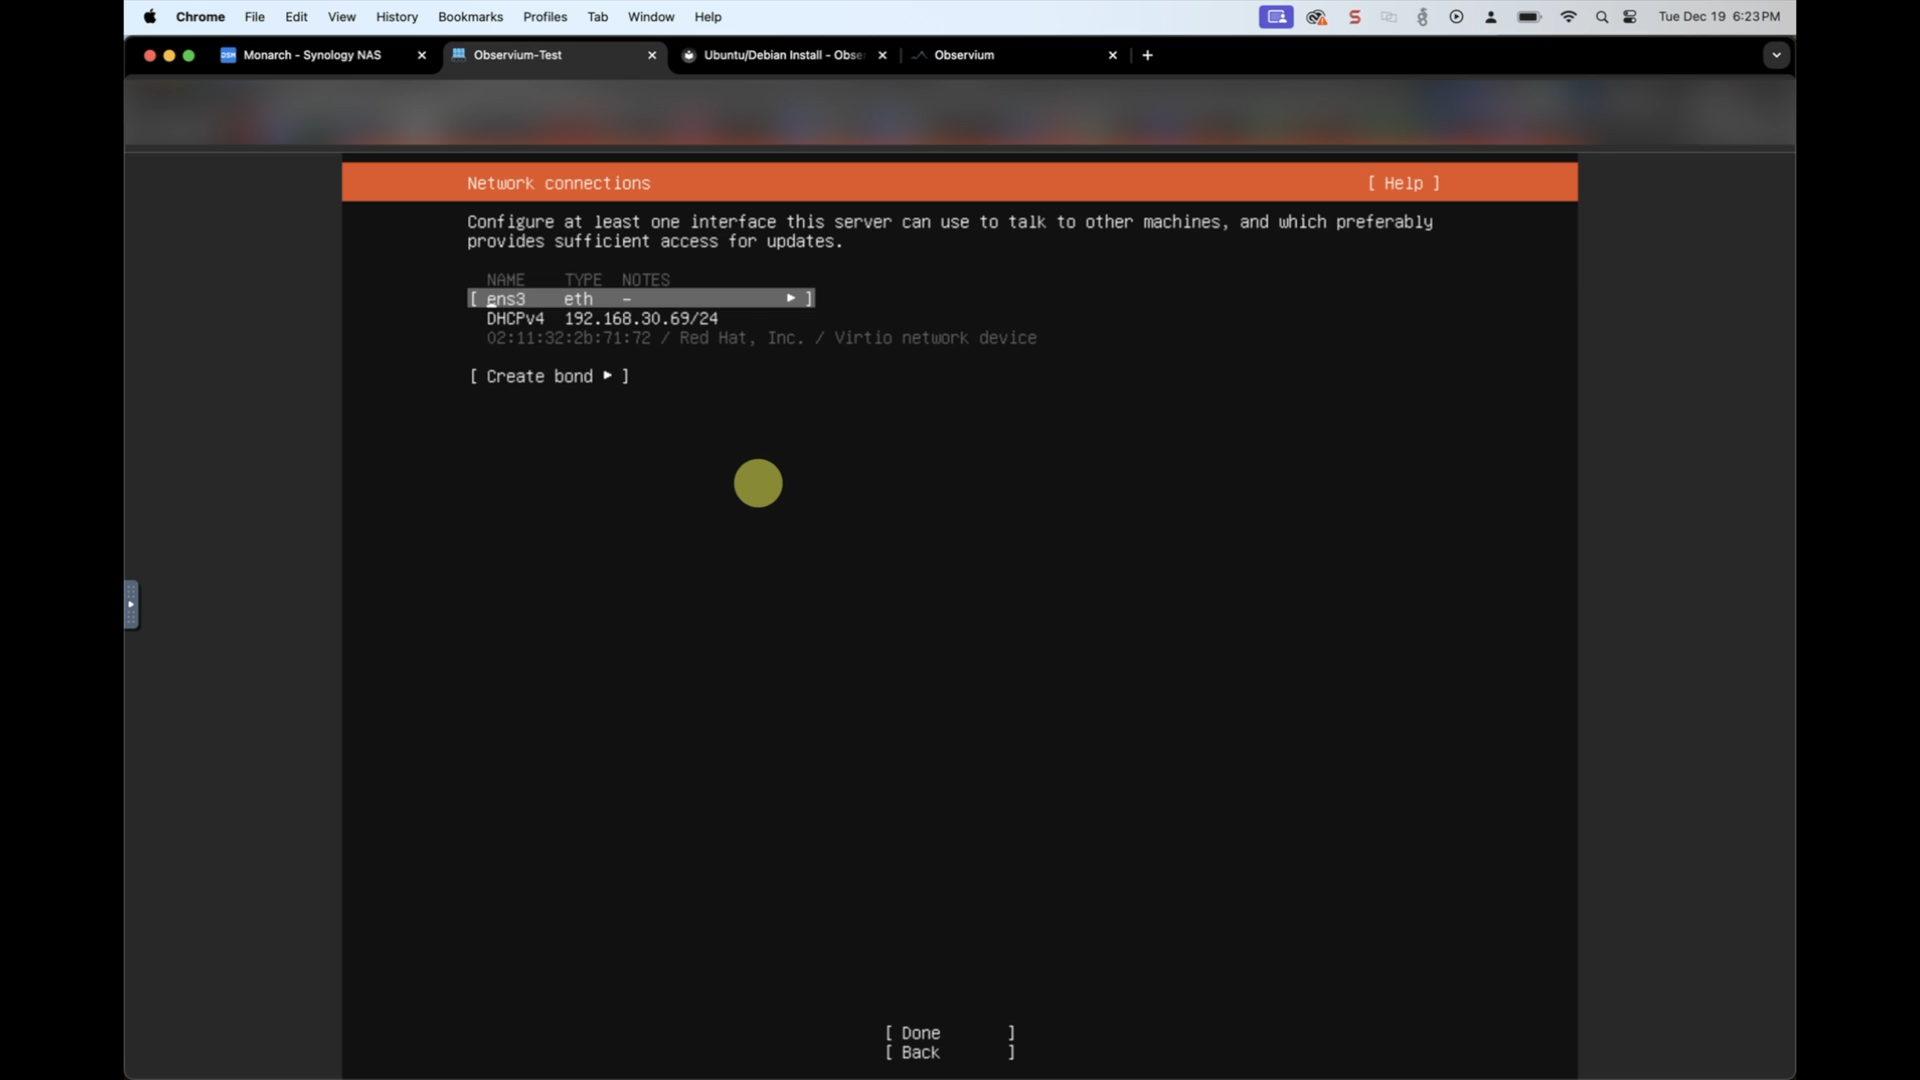 Chrome File Edit View History Bookmarks Profiles Tab Window Help Tue Dec 19 6:23 PM
DSM Monarch - Synology NAS Observium-Test Ubuntu/Debian Install - Obse Observium
Network connections [ Help ]
Configure at least one interface this server can use to talk to other machines, and which preferably
provides sufficient access for updates.
NAME TYPE NOTES
[ ens3 eth – ▸ ]
DHCPv4 192.168.30.69/24
02:11:32:2b:71:72 / Red Hat, Inc. / Virtio network device
[ Create bond ▸ ]
[ Done ]
[ Back ]